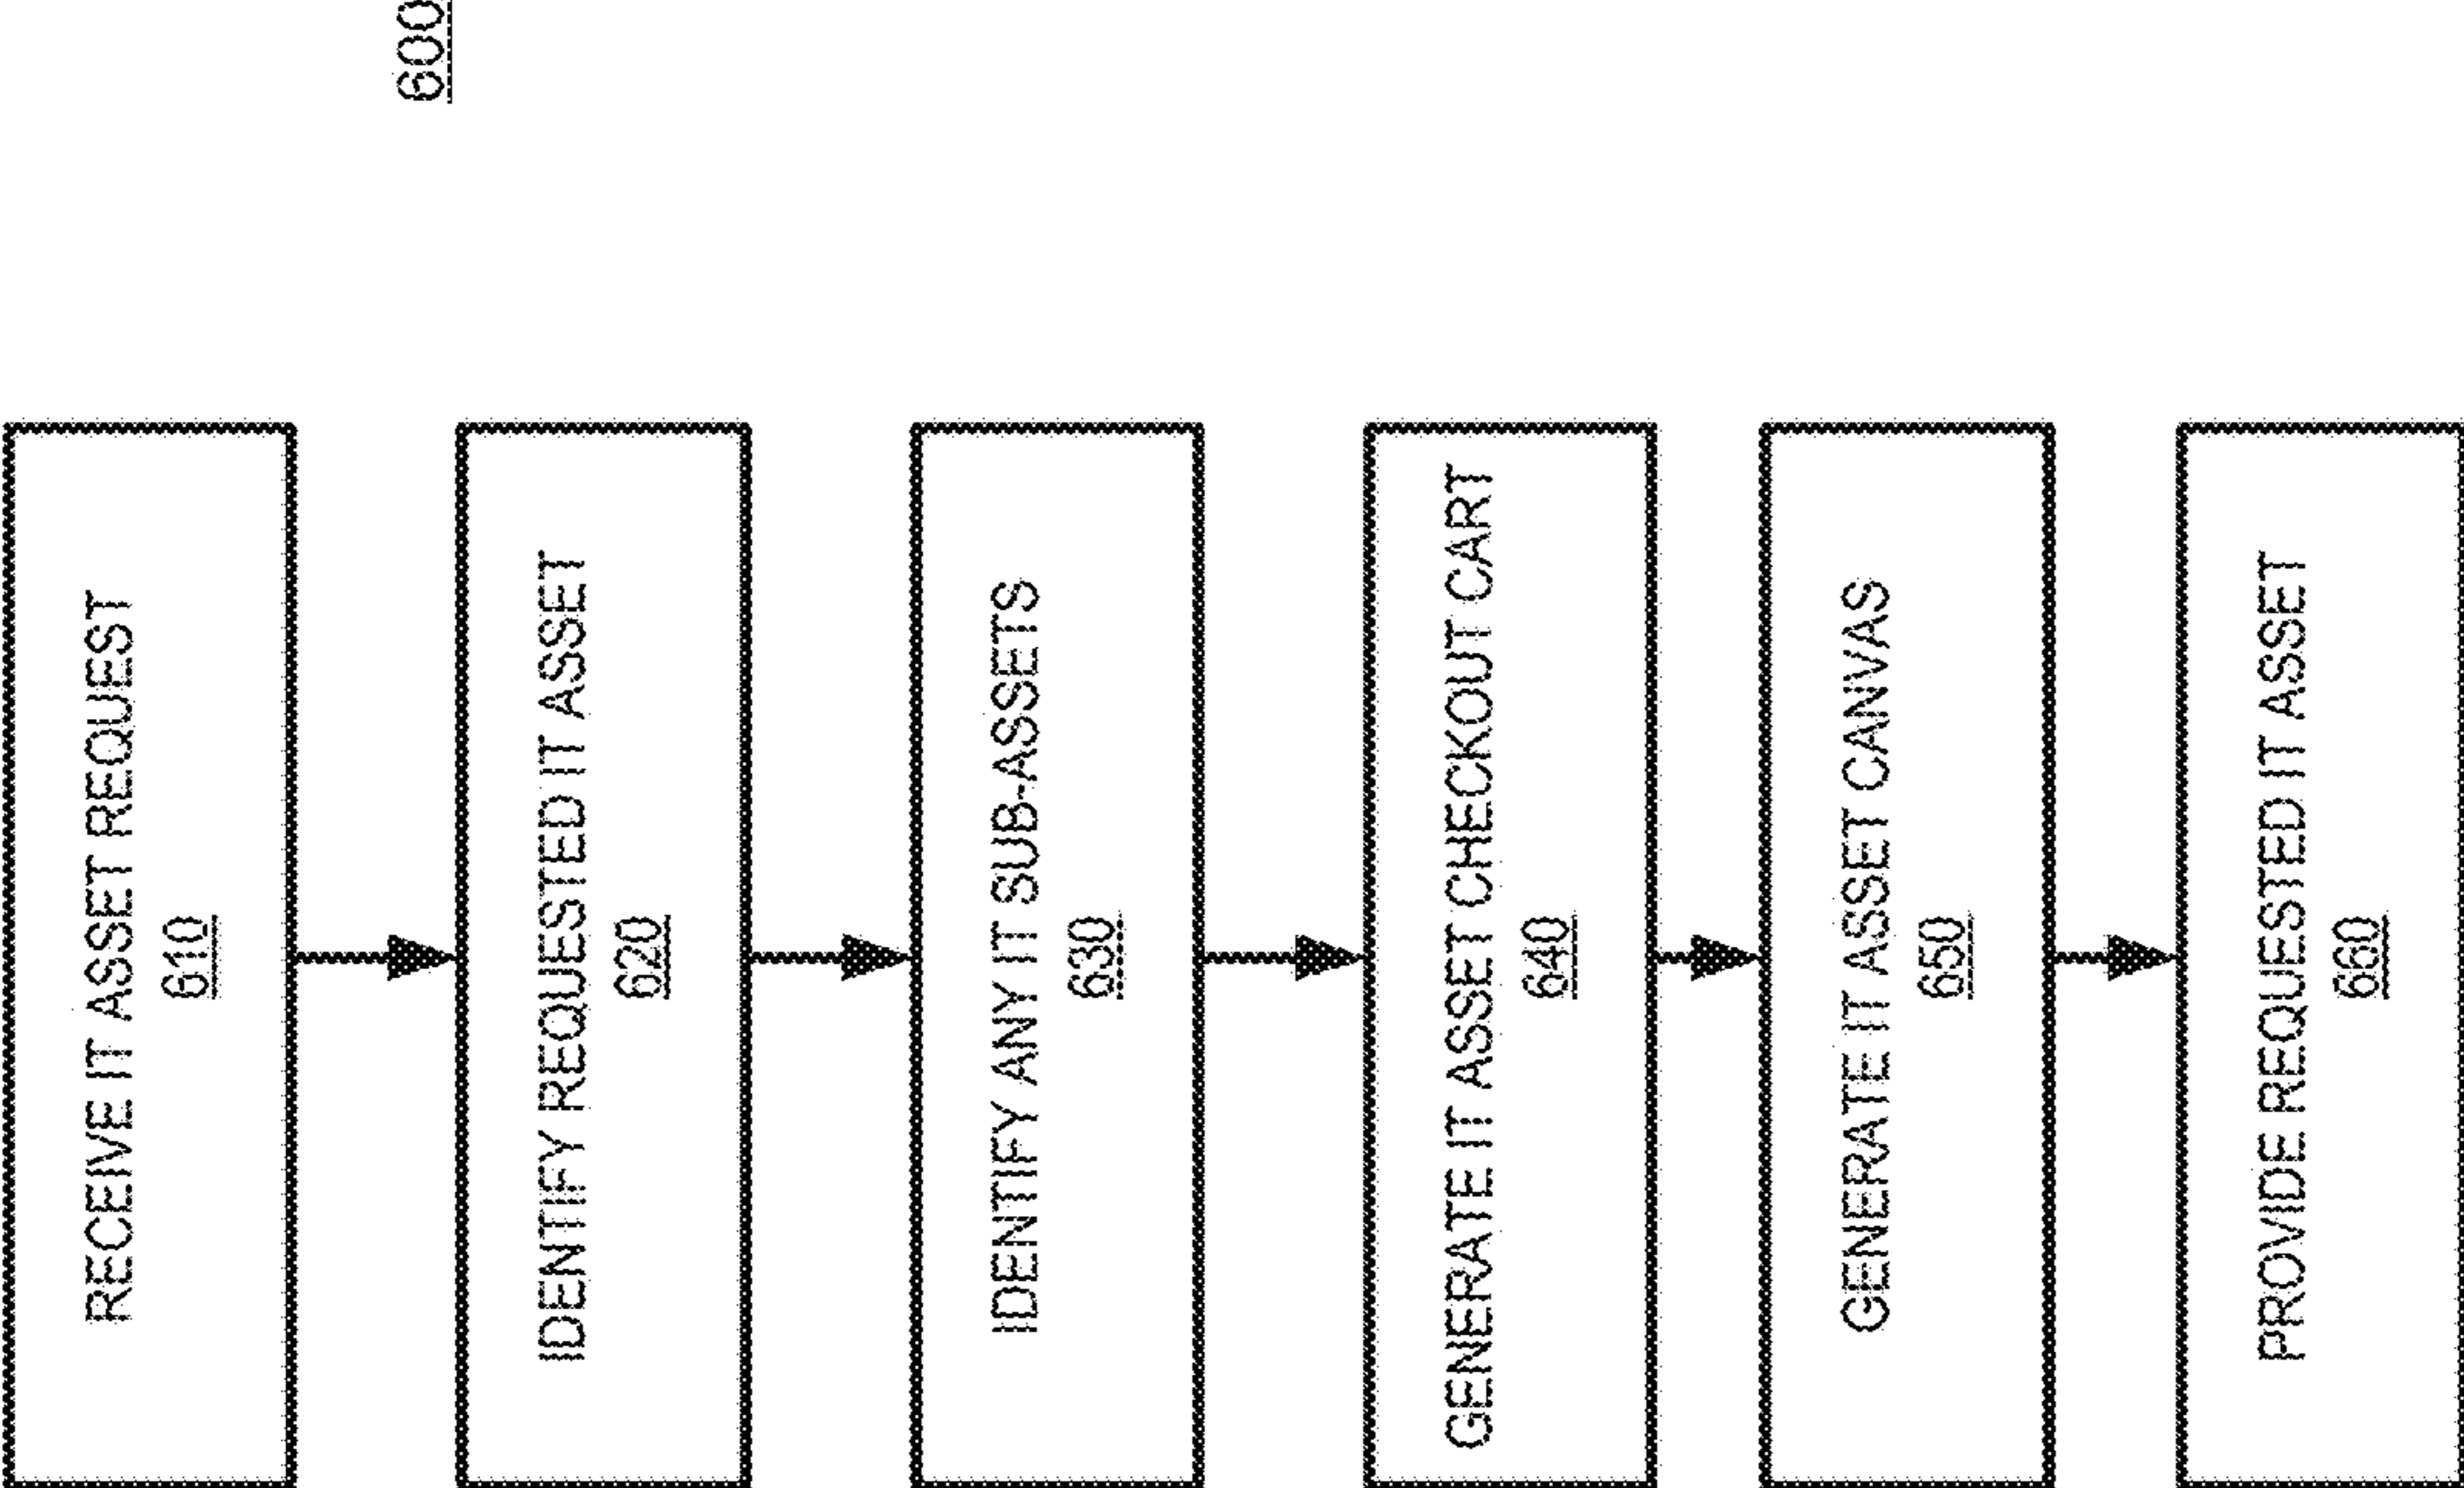 600
RECEIVE IT ASSET REQUEST
610
IDENTIFY REQUESTED IT ASSET
620
IDENTIFY ANY IT SUB-ASSETS
630
GENERATE IT ASSET CHECKOUT CART
640
GENERATE IT ASSET CANVAS
650
PROVIDE REQUESTED IT ASSET
660